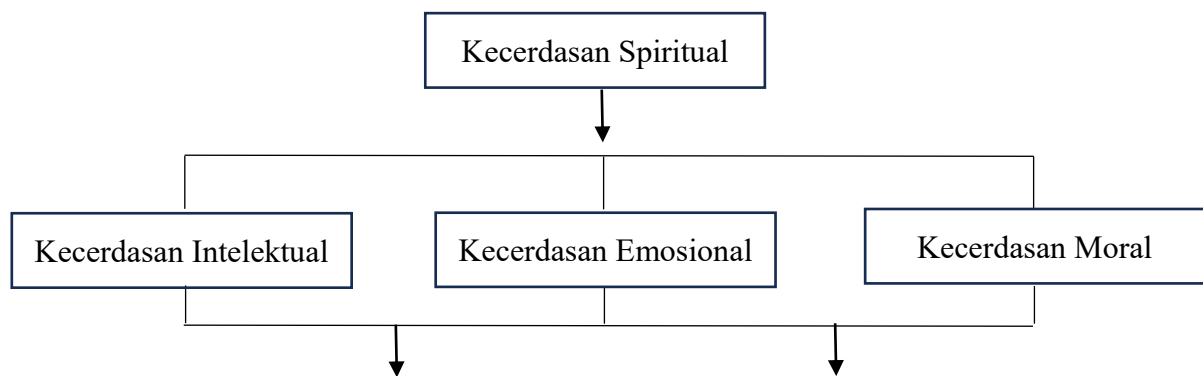 Kecerdasan Spiritual
Kecerdasan Intelektual
Kecerdasan Emosional
Kecerdasan Moral